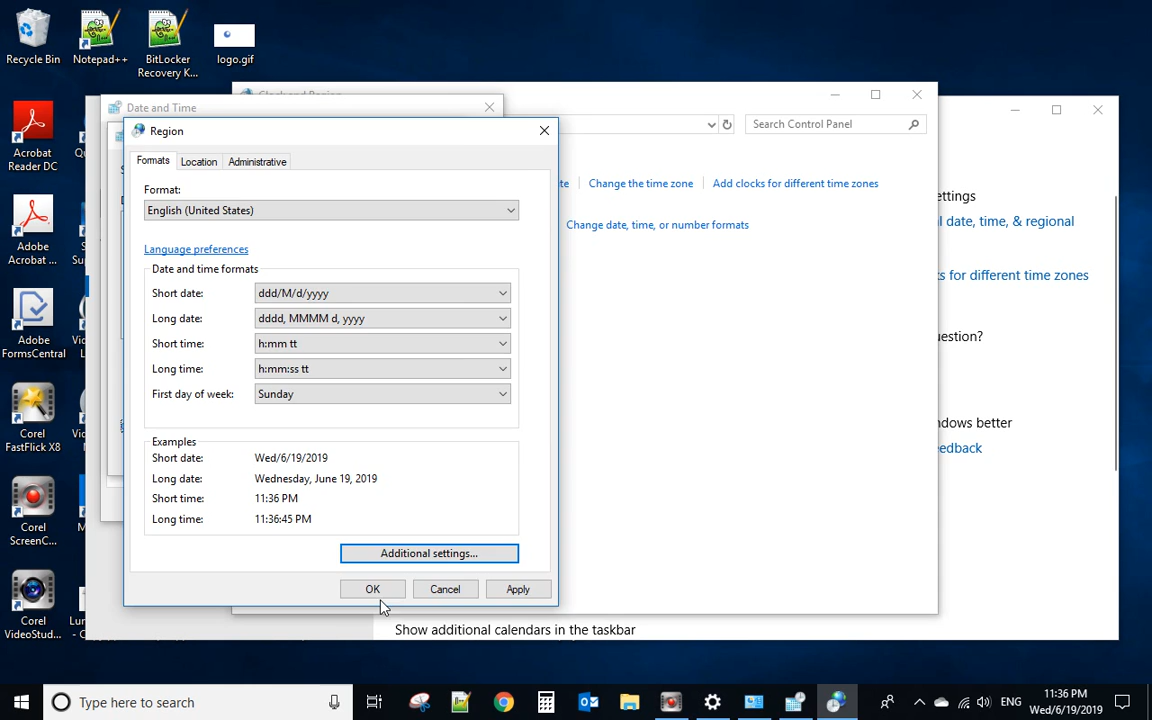 Recycle Bin
Notepad++
BitLocker
Recovery K...
logo.gif
Acrobat
Reader DC
Adobe
Acrobat ...
Adobe
FormsCentral
Corel
FastFlick X8
Corel
ScreenC...
Corel
VideoStud...
Date and Time
Region
Formats
Location
Administrative
Format:
English (United States)
Language preferences
Date and time formats
Short date:
ddd/M/d/yyyy
Long date:
dddd, MMMM d, yyyy
Short time:
h:mm tt
Long time:
h:mm:ss tt
First day of week:
Sunday
Examples
Short date:
Wed/6/19/2019
Long date:
Wednesday, June 19, 2019
Short time:
11:36 PM
Long time:
11:36:45 PM
Additional settings...
OK
Cancel
Apply
Search Control Panel
te
Change the time zone
Add clocks for different time zones
Change date, time, or number formats
ettings
l date, time, & regional
ks for different time zones
estion?
ndows better
eedback
Show additional calendars in the taskbar
Type here to search
ENG
11:36 PM
Wed/6/19/2019